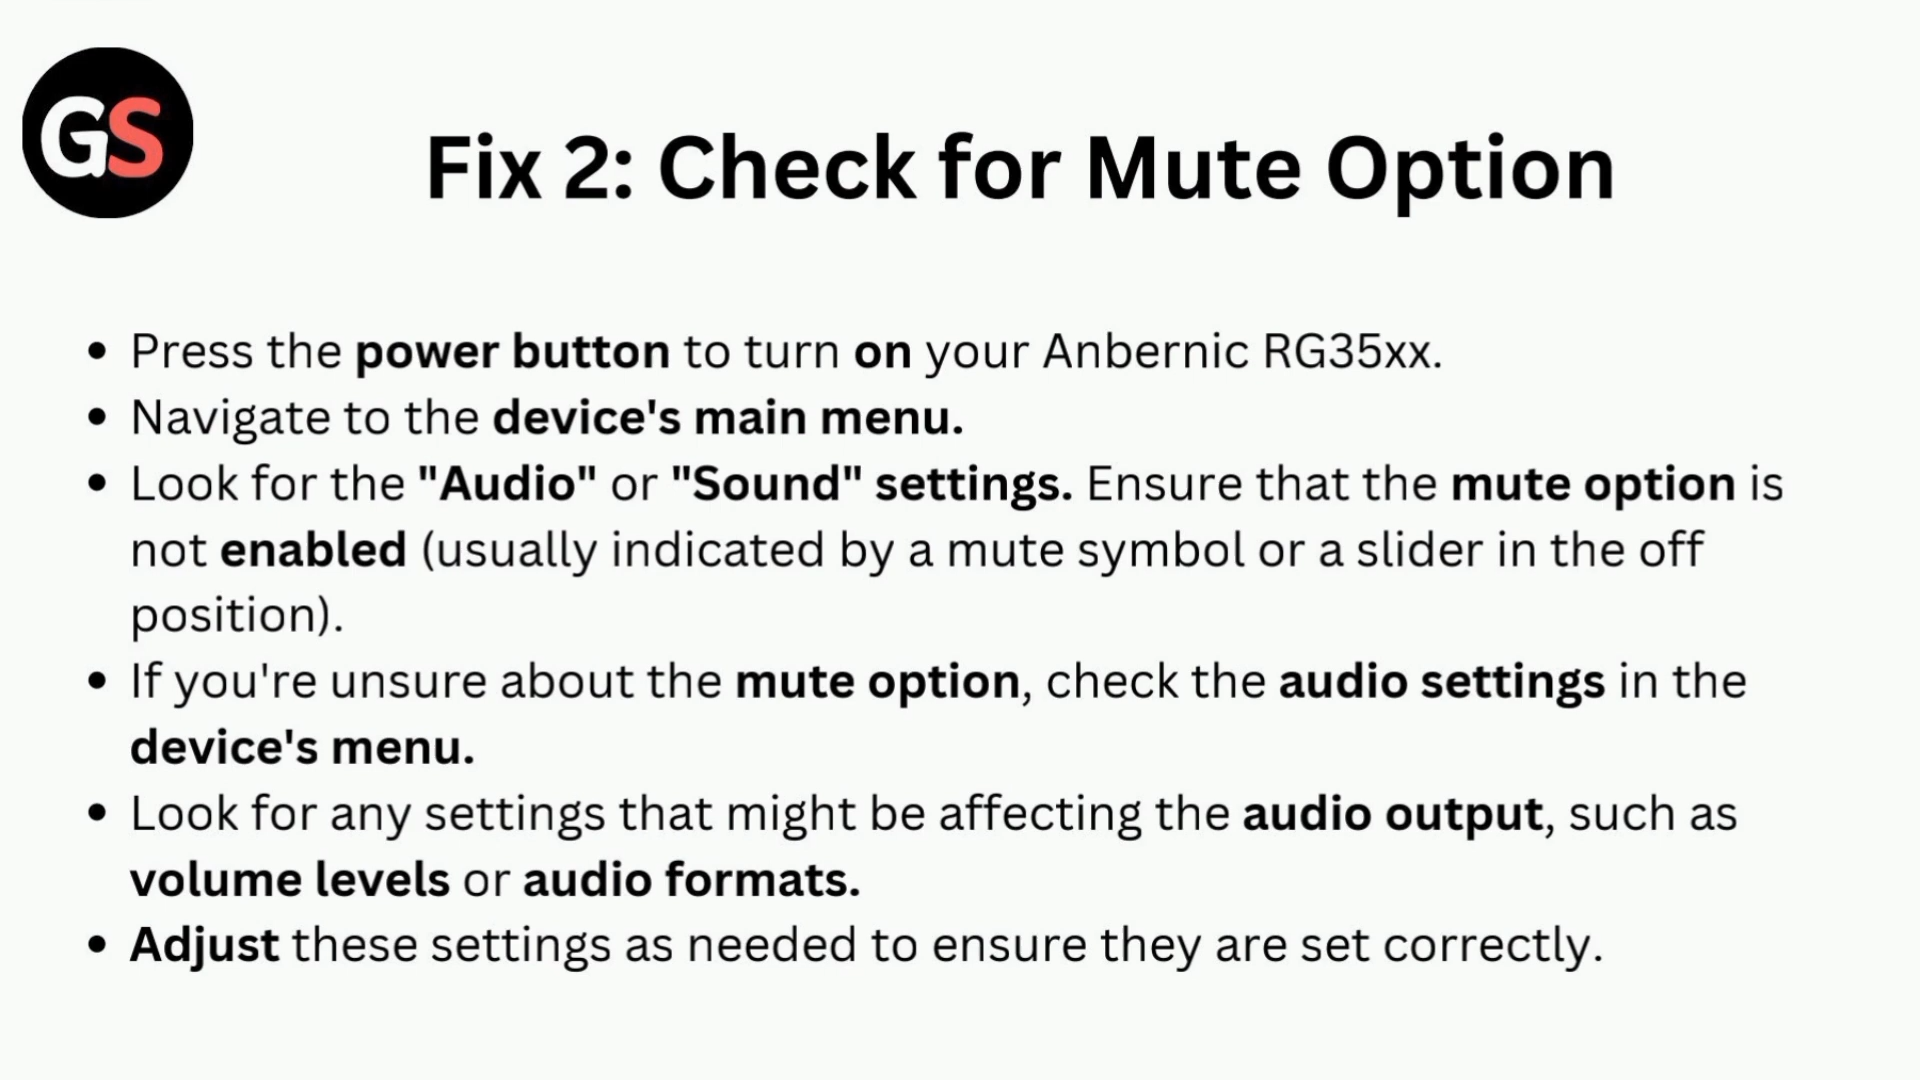 GS
Fix 2: Check for Mute Option
• Press the power button to turn on your Anbernic RG35xx.
• Navigate to the device's main menu.
• Look for the "Audio" or "Sound" settings. Ensure that the mute option is
not enabled (usually indicated by a mute symbol or a slider in the off
position).
• If you're unsure about the mute option, check the audio settings in the
device's menu.
• Look for any settings that might be affecting the audio output, such as
volume levels or audio formats.
• Adjust these settings as needed to ensure they are set correctly.